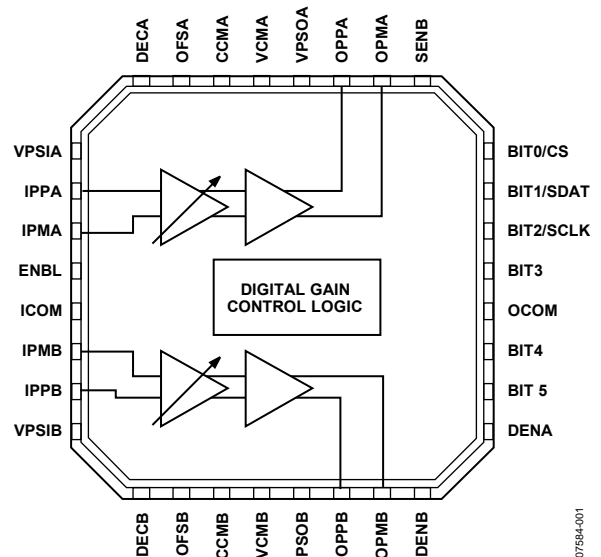 DECA
OFSA
CCMA
VCMA
VPSOA
OPPA
OPMA
SENB
VPSIA
IPPA
IPMA
ENBL
ICOM
IPMB
IPPB
VPSIB
DIGITAL GAIN
CONTROL LOGIC
BIT0/CS
BIT1/SDAT
BIT2/SCLK
BIT3
OCOM
BIT4
BIT 5
DENA
DECB
OFSB
CCMB
VCMB
VPSOB
OPPB
OPMB
DENB
07584-001